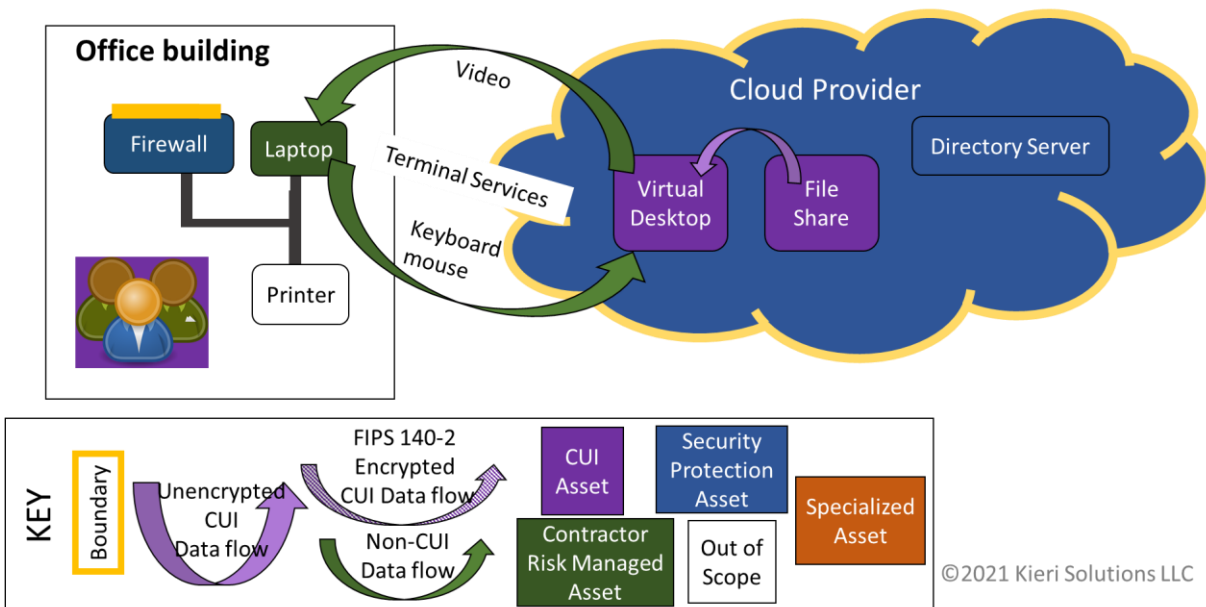 Office building
Firewall
Laptop
Printer
Video
Terminal Services
Keyboard
mouse
Cloud Provider
Directory Server
Virtual
Desktop
File
Share
KEY
Boundary
Unencrypted
CUI
Data flow
FIPS 140-2
Encrypted
CUI Data flow
Non-CUI
Data flow
CUI
Asset
Contractor
Risk Managed
Asset
Security
Protection
Asset
Out of
Scope
Specialized
Asset
©2021 Kieri Solutions LLC